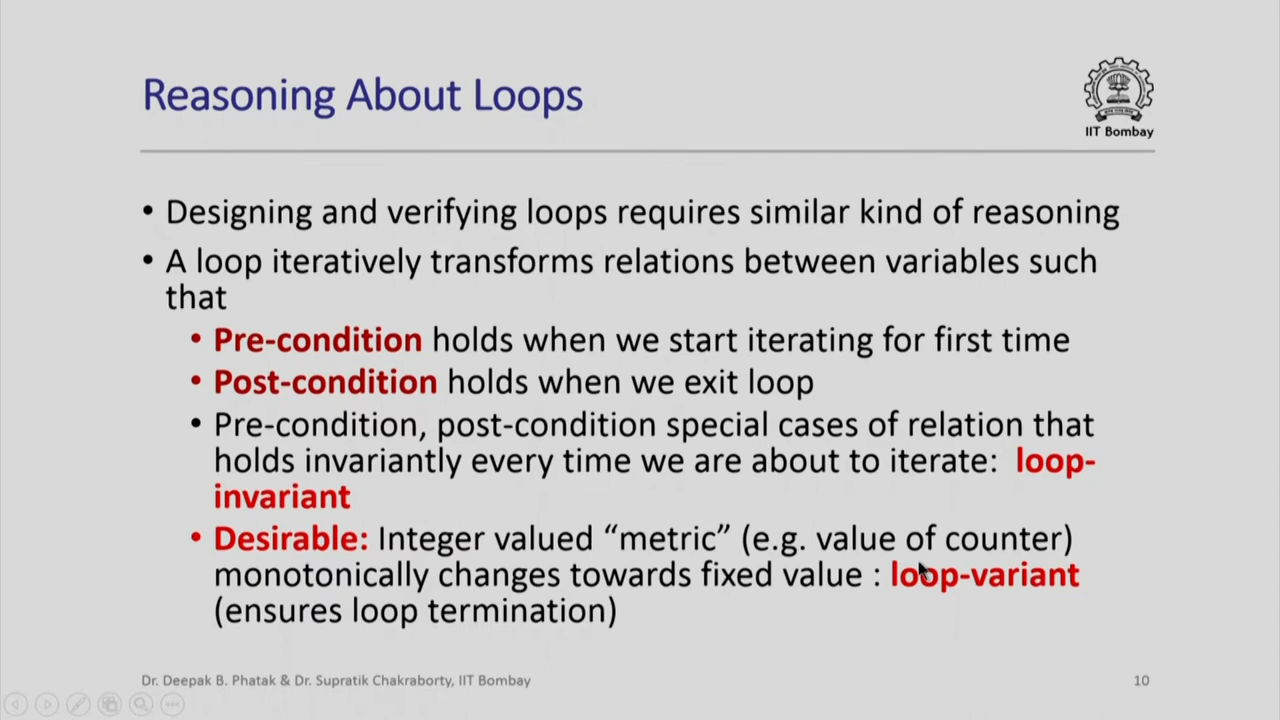 Reasoning About Loops
IIT Bombay
• Designing and verifying loops requires similar kind of reasoning
• A loop iteratively transforms relations between variables such
that
• Pre-condition holds when we start iterating for first time
• Post-condition holds when we exit loop
• Pre-condition, post-condition special cases of relation that
holds invariantly every time we are about to iterate: loop-
invariant
• Desirable: Integer valued “metric” (e.g. value of counter)
monotonically changes towards fixed value : loop-variant
(ensures loop termination)
Dr. Deepak B. Phatak & Dr. Supratik Chakraborty, IIT Bombay
10